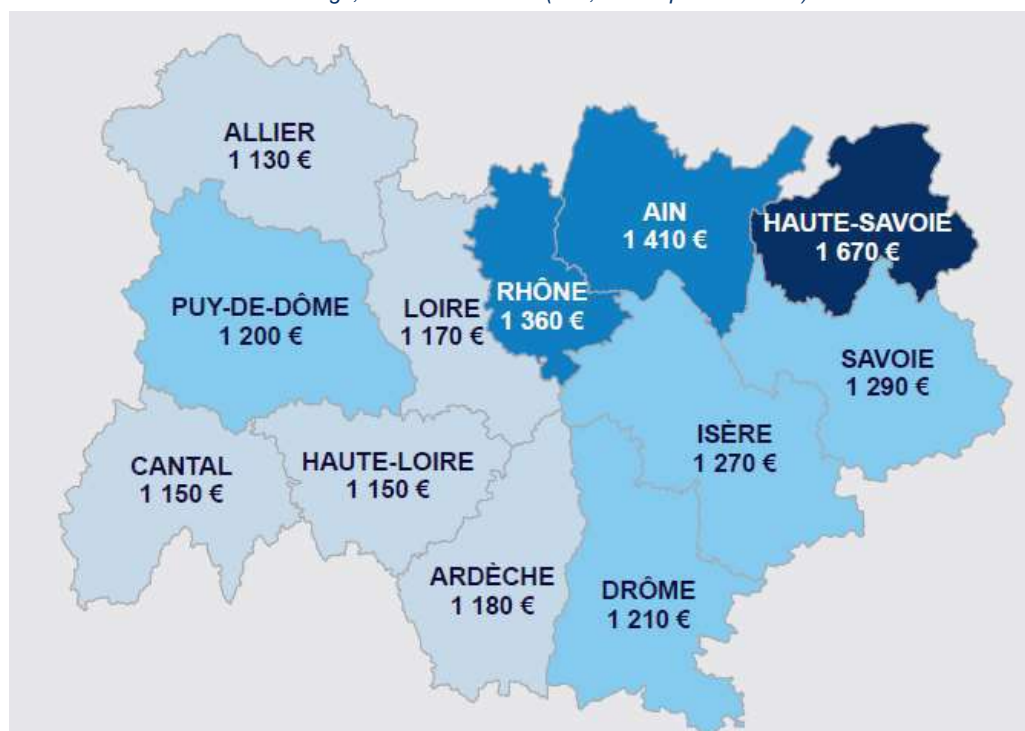 ALLIER
1 130 €
AIN
1 410 €
HAUTE-SAVOIE
1 670 €
PUY-DE-DÔME
1 200 €
LOIRE
1 170 €
RHÔNE
1 360 €
SAVOIE
1 290 €
ISÈRE
1 270 €
CANTAL
1 150 €
HAUTE-LOIRE
1 150 €
ARDÈCHE
1 180 €
DRÔME
1 210 €